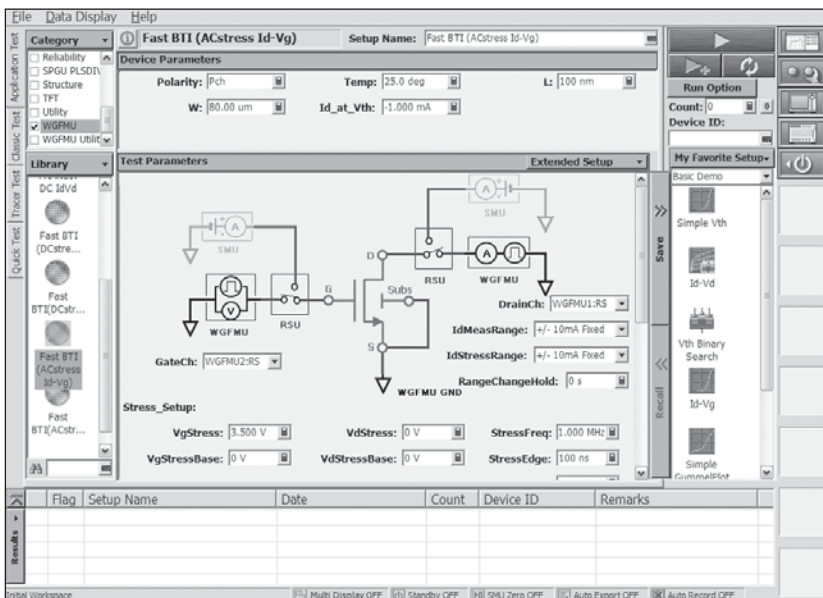 File Data Display Help
Application Test
Classic Test
Tracer Test
Quick Test
Category
Reliability
SPGU PLSDIV
Structure
TFT
Utility
WGFMU
WGFMU Utilit
Library
DC IdVd
Fast BTI
(DCstre...
Fast
BTI(DCstr...
Fast BTI
(ACstress
Id-Vg)
Fast
BTI(ACstr...
Fast BTI (ACstress Id-Vg)
Setup Name: Fast BTI (ACstress Id-Vg)
Device Parameters
Polarity: Pch
Temp: 25.0 deg
L: 100 nm
W: 80.00 um
Id_at_Vth: -1.000 mA
Test Parameters
Extended Setup
A
SMU
A
SMU
D
RSU
A
WGFMU
V
WGFMU
RSU
G
Subs
S
WGFMU GND
DrainCh: WGFMU1:RS
IdMeasRange: +/- 10mA Fixed
IdStressRange: +/- 10mA Fixed
GateCh: WGFMU2:RS
RangeChangeHold: 0 s
Stress_Setup:
VgStress: 3.500 V
VdStress: 0 V
StressFreq: 1.000 MHz
VgStressBase: 0 V
VdStressBase: 0 V
StressEdge: 100 ns
Save
Recall
Run Option
Count: 0
0
Device ID:
My Favorite Setup
Basic Demo
Simple Vth
Id-Vd
Vth Binary
Search
Id-Vg
Simple
GummelPlot
Results
Flag Setup Name Date Count Device ID Remarks
Initial Workspace
Multi Display OFF Standby OFF SMU Zero OFF Auto Export OFF Auto Record OFF